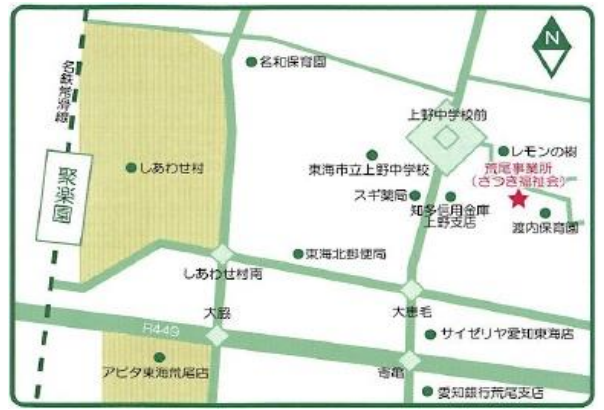 N
名和保育園
名鉄常滑線
上野中学校前
レモンの樹
東海市立上野中学校
荒尾事業所
(さつき福祉会)
しあわせ村
スギ薬局
知多信用金庫
上野支店
渡内保育園
聚楽園
東海北郵便局
しあわせ村南
大脇
大恵毛
R449
サイゼリヤ愛知東海店
アピタ東海荒尾店
寄亀
愛知銀行荒尾支店